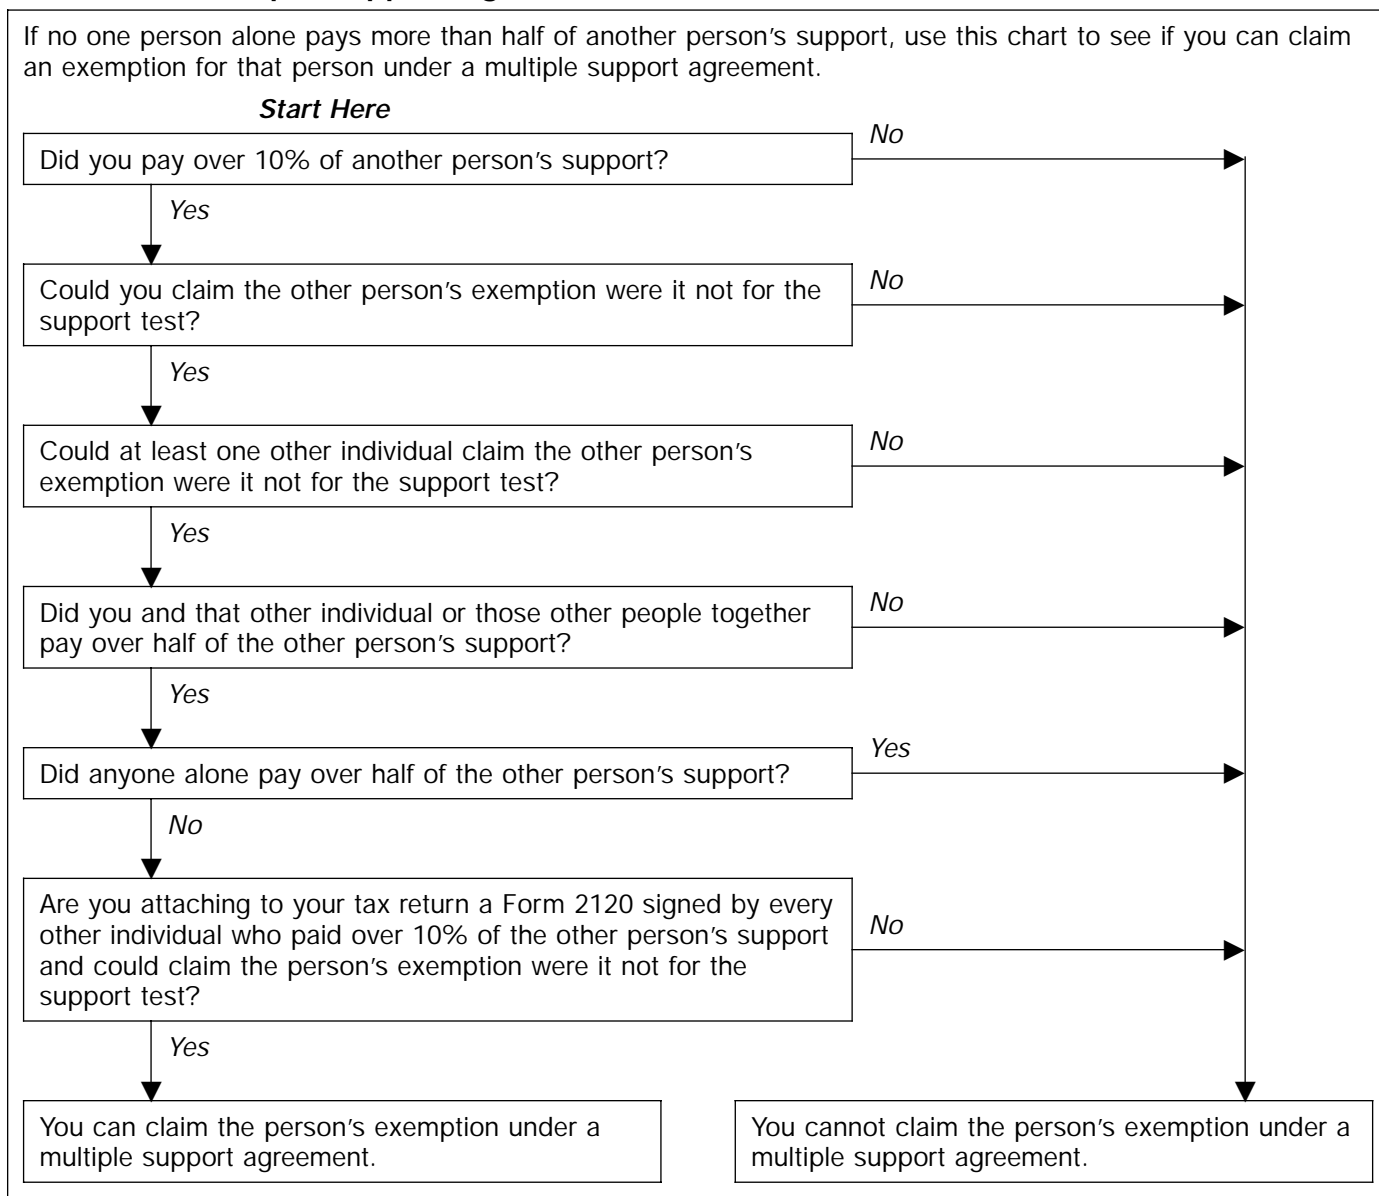 If no one person alone pays more than half of another person's support, use this chart to see if you can claim
an exemption for that person under a multiple support agreement.
Start Here
Did you pay over 10% of another person's support?
No
Yes
Could you claim the other person's exemption were it not for the
support test?
No
Yes
Could at least one other individual claim the other person's
exemption were it not for the support test?
No
Yes
Did you and that other individual or those other people together
pay over half of the other person's support?
No
Yes
Did anyone alone pay over half of the other person's support?
Yes
No
Are you attaching to your tax return a Form 2120 signed by every
other individual who paid over 10% of the other person's support
and could claim the person's exemption were it not for the
support test?
No
Yes
You can claim the person's exemption under a
multiple support agreement.
You cannot claim the person's exemption under a
multiple support agreement.